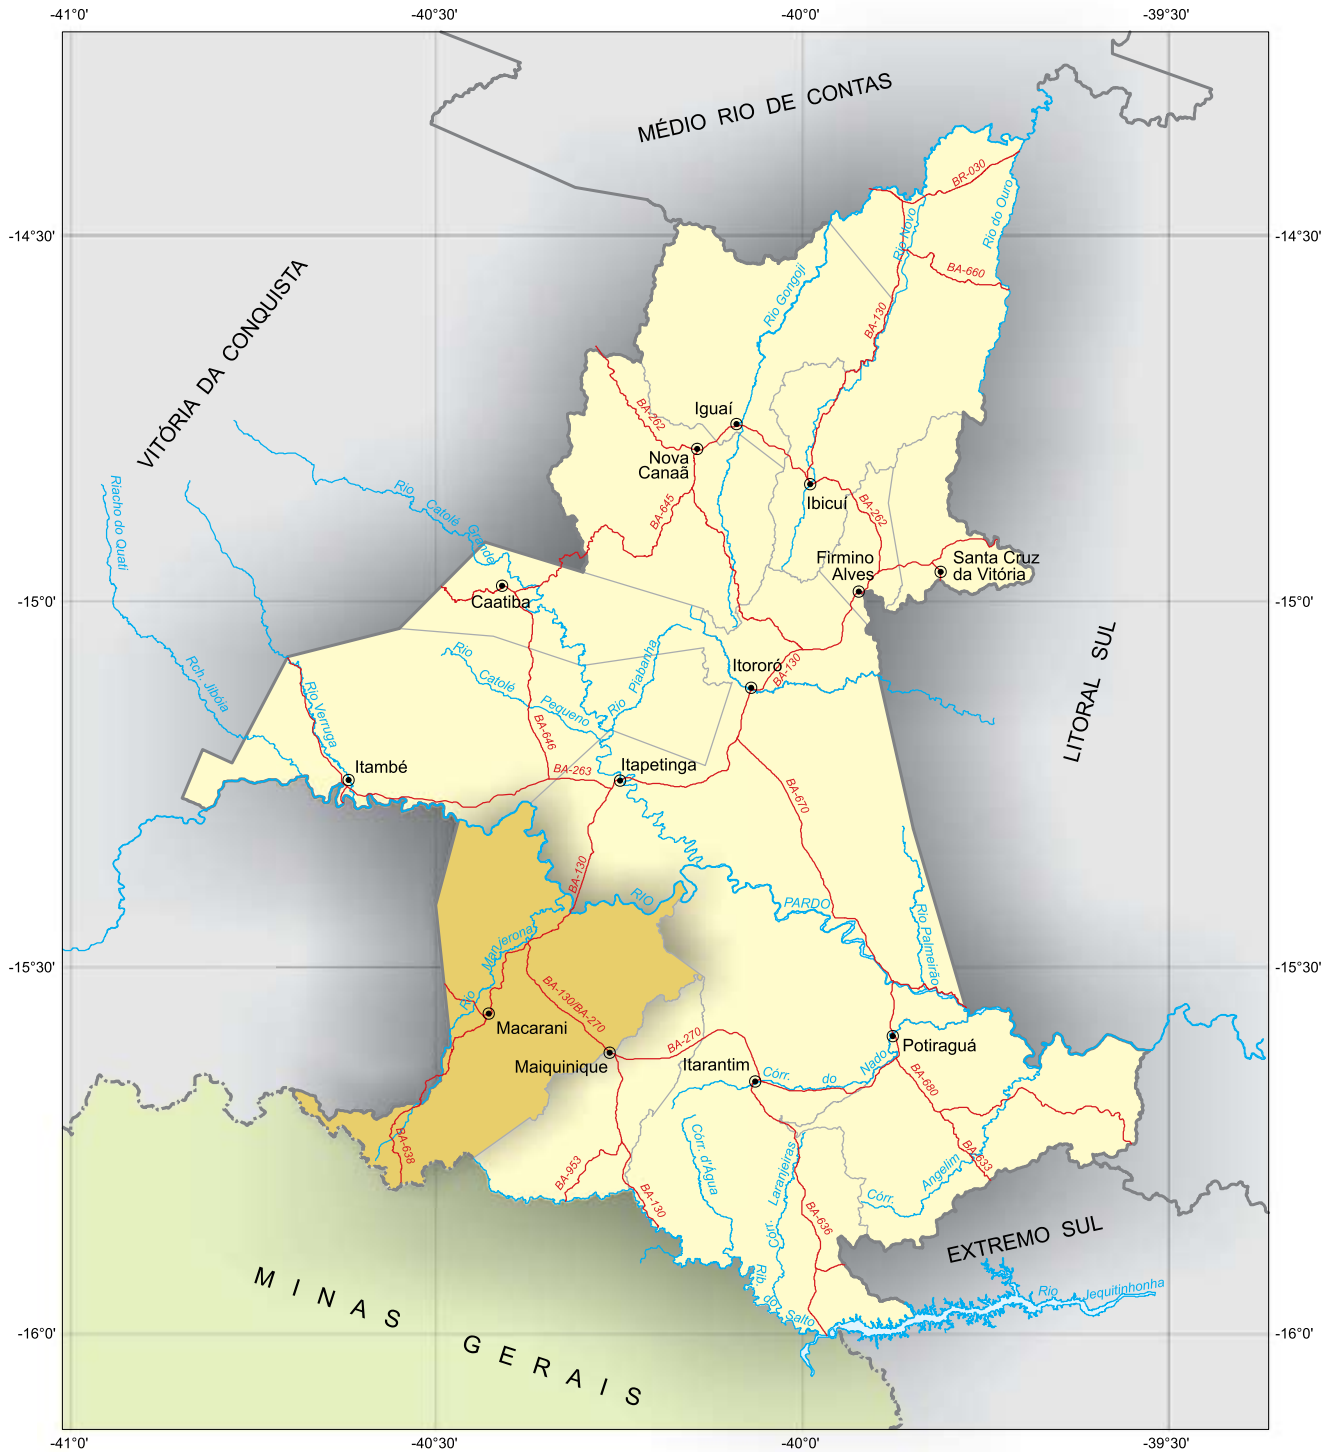 -41°0'
-40°30'
-40°0'
-39°30'
MÉDIO RIO DE CONTAS
BR-030
Rio do Ouro
Rio Novo
-14°30'
-14°30'
BA-660
Rio Gongoji
BA-130
VITÓRIA DA CONQUISTA
BA-262
Iguaí
Nova
Canaã
Ibicuí
BA-262
BA-645
Rio Catolé Grande
Riacho do Quati
Firmino
Alves
Santa Cruz
da Vitória
Caatiba
-15°0'
-15°0'
Rio Catolé Pequeno
Rio Piabanha
Itororó
BA-130
LITORAL SUL
Rch. Jibóia
Rio Verruga
BA-646
Itambé
BA-263
Itapetinga
BA-670
BA-130
RIO PARDO
Rio Palmeirão
Rio Manjerona
-15°30'
-15°30'
BA-130/BA-270
Macarani
BA-270
Maiquinique
Itarantim
Potiraguá
Córr. do Nado
BA-680
BA-638
BA-953
BA-130
Córr. d'Água
Córr. Laranjeiras
BA-633
Córr. Angelim
BA-636
EXTREMO SUL
Rib. do Salto
Rio Jequitinhonha
MINAS GERAIS
-16°0'
-16°0'
-41°0'
-40°30'
-40°0'
-39°30'